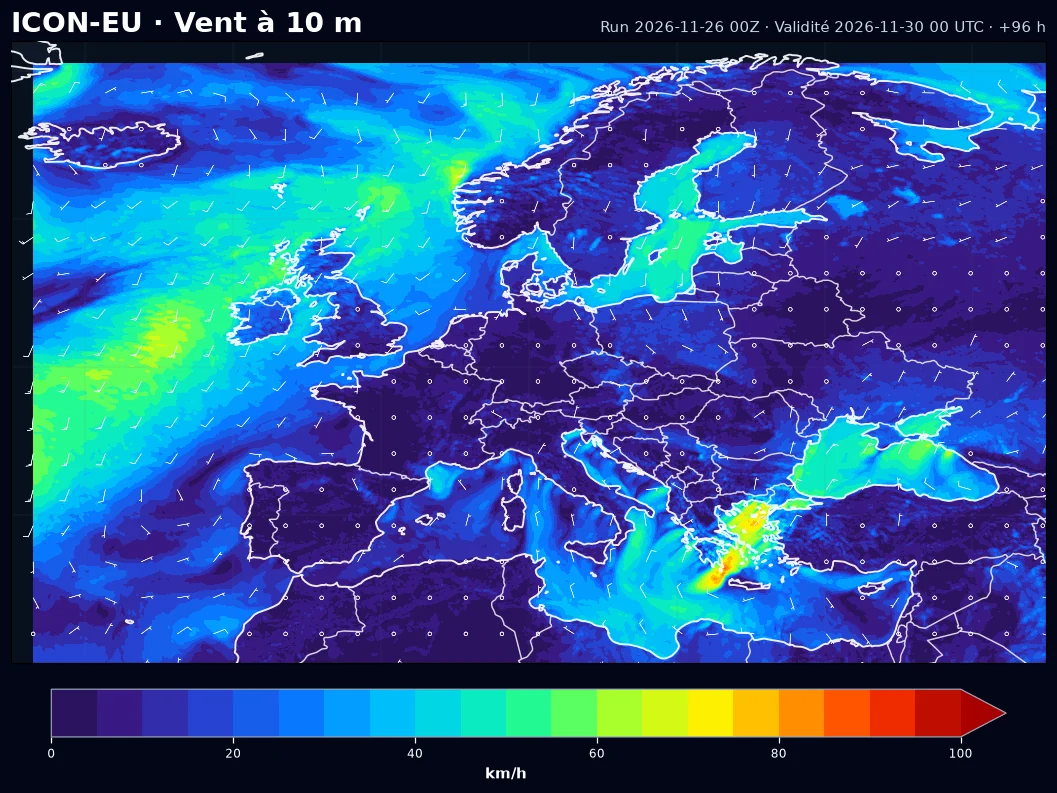 ICON-EU · Vent à 10 m
Run 2026-11-26 00Z · Validité 2026-11-30 00 UTC · +96 h
0 20 40 60 80 100
km/h